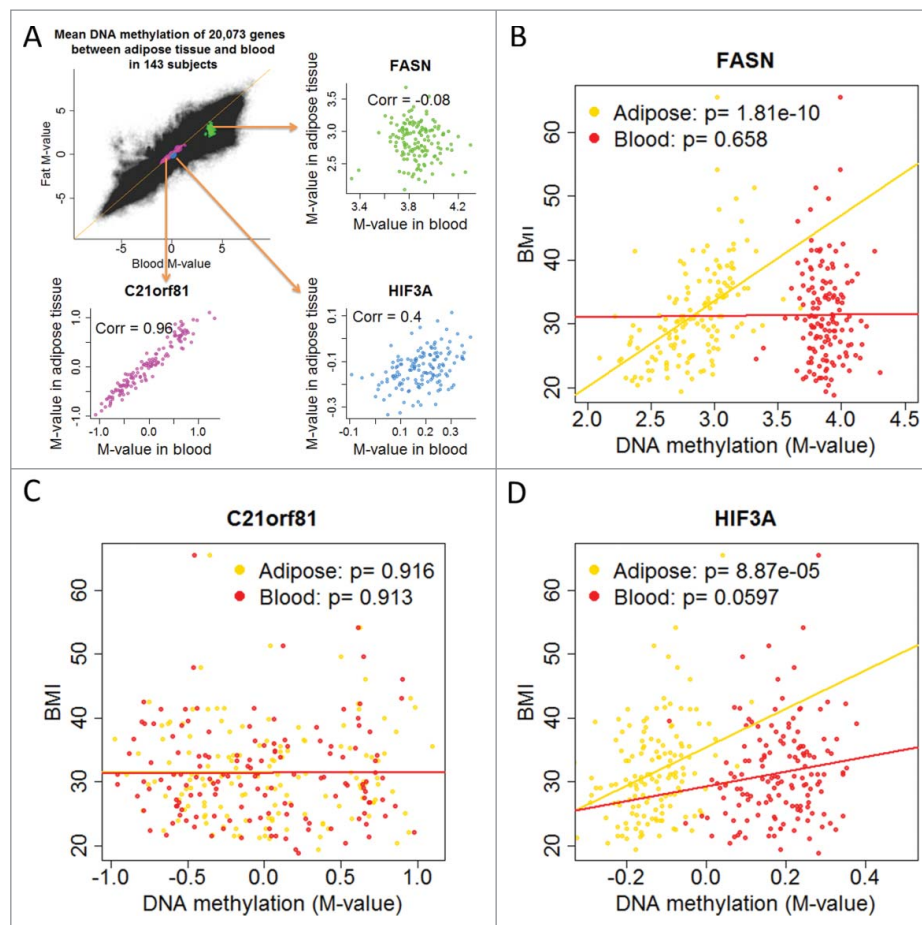 A
Mean DNA methylation of 20,073 genes
between adipose tissue and blood
in 143 subjects
Fat M-value
5
0
-5
-5
0
5
Blood M-value
FASN
Corr = -0.08
M-value in adipose tissue
3.5
3.0
2.5
3.4
3.8
4.2
M-value in blood
C21orf81
Corr = 0.96
M-value in adipose tissue
1.0
0.0
-1.0
-1.0
0.0
1.0
M-value in blood
HIF3A
Corr = 0.4
M-value in adipose tissue
0.1
-0.1
-0.3
-0.1
0.1
0.3
M-value in blood
B
FASN
Adipose: p= 1.81e-10
Blood: p= 0.658
BMI
60
50
40
30
20
2.0
2.5
3.0
3.5
4.0
4.5
DNA methylation (M-value)
C
C21orf81
Adipose: p= 0.916
Blood: p= 0.913
BMI
60
50
40
30
20
-1.0
-0.5
0.0
0.5
1.0
DNA methylation (M-value)
D
HIF3A
Adipose: p= 8.87e-05
Blood: p= 0.0597
BMI
60
50
40
30
20
-0.2
0.0
0.2
0.4
DNA methylation (M-value)